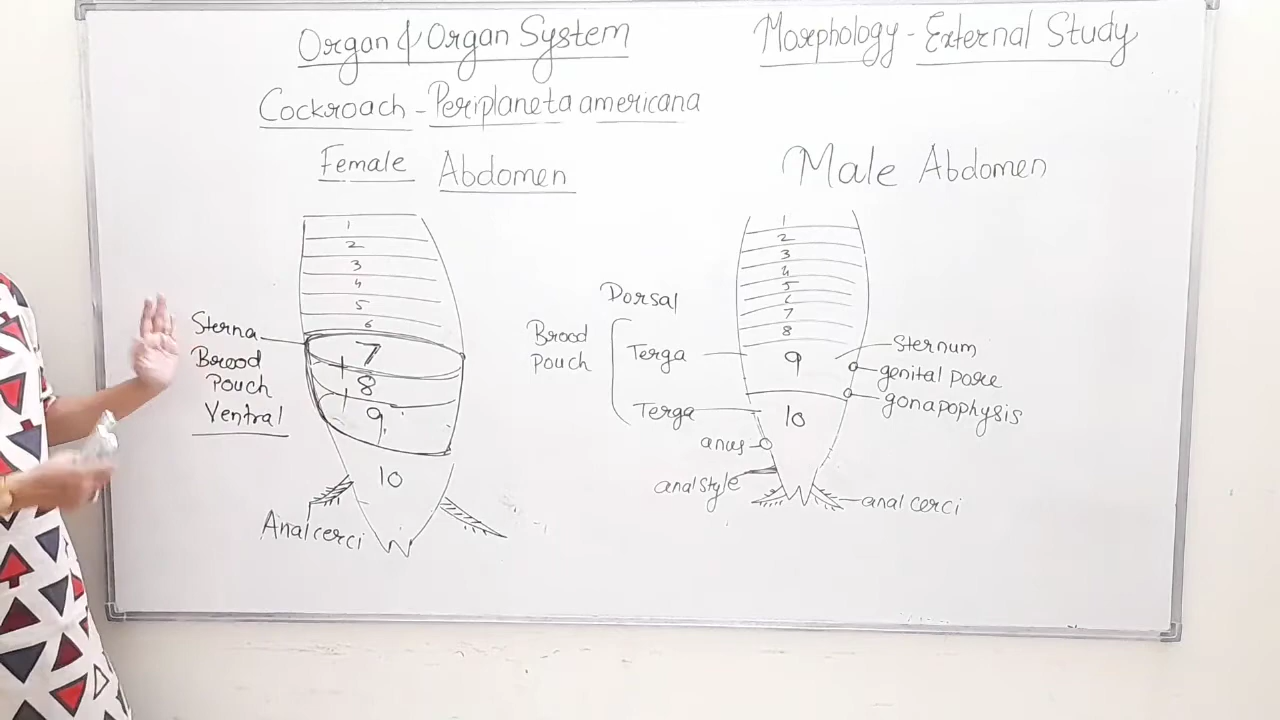 Organ & Organ System
Morphology - External Study
Cockroach - Periplaneta americana
Female Abdomen
Male Abdomen
1
2
3
4
5
6
7
8
9
10
Sterna
Brood
Pouch
Ventral
Anal cerci
1
2
3
4
5
6
7
8
9
10
Dorsal
Brood
Pouch
Terga
Terga
anus
anal style
sternum
genital pore
gonapophysis
anal cerci